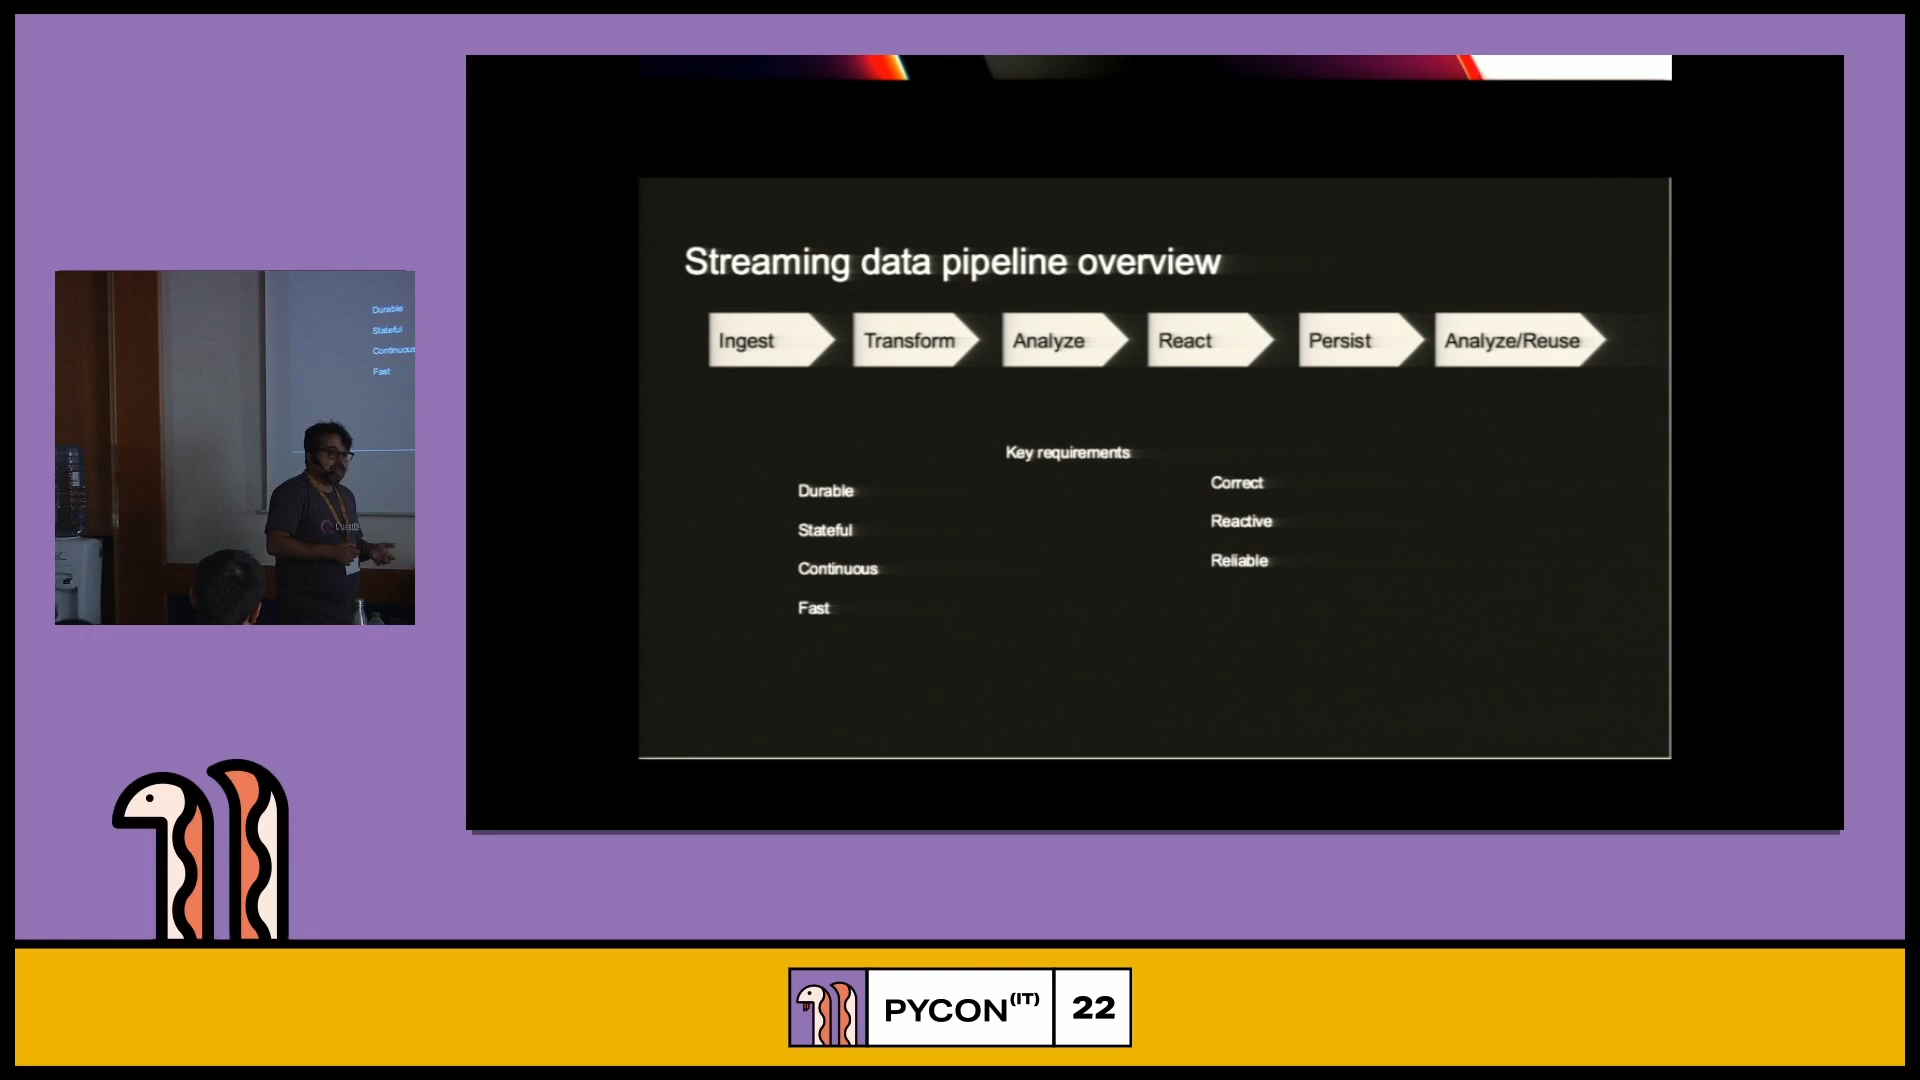 Durable
Stateful
Continuous
Fast
Streaming data pipeline overview
Ingest
Transform
Analyze
React
Persist
Analyze/Reuse
Key requirements
Durable
Stateful
Continuous
Fast
Correct
Reactive
Reliable
PYCON(IT) 22